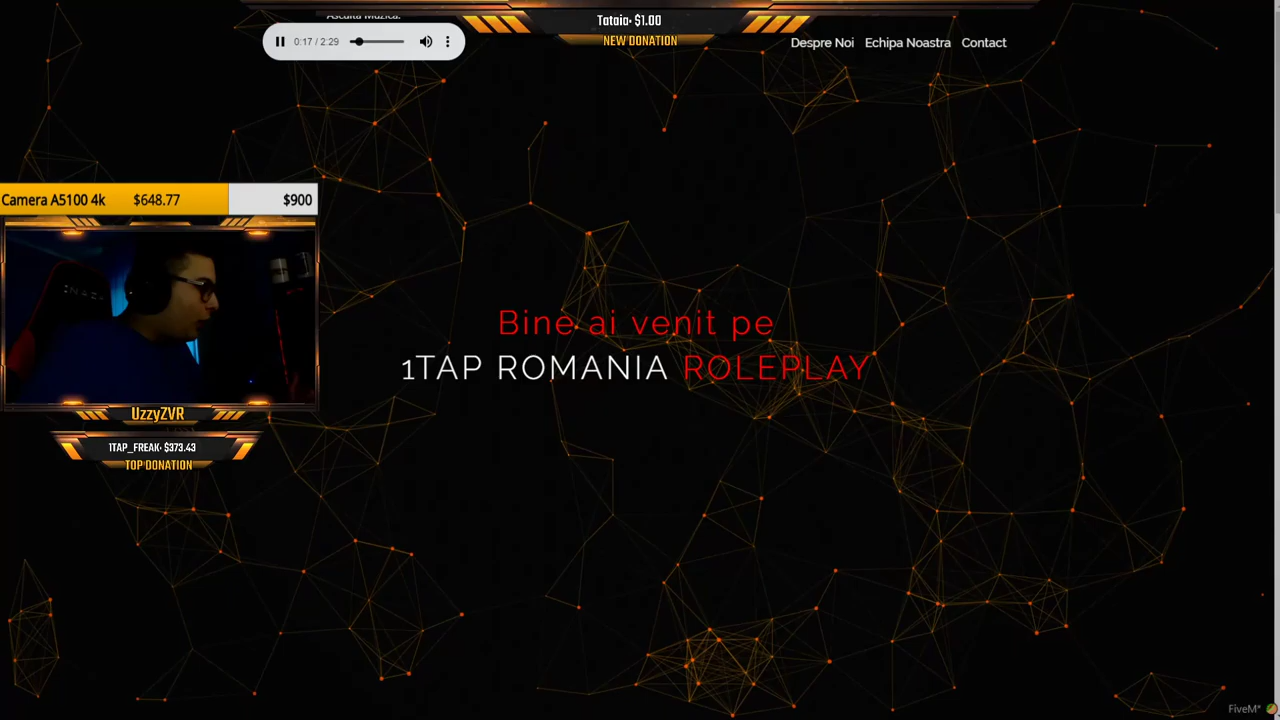 Asculta Muzica:
0:17 / 2:29
Tataia• $1.00
NEW DONATION
Despre Noi Echipa Noastra Contact
Camera A5100 4k $648.77 $900
Bine ai venit pe
1TAP ROMANIA ROLEPLAY
UzzyZVR
1TAP_FREAK• $373.43
TOP DONATION
FiveM*